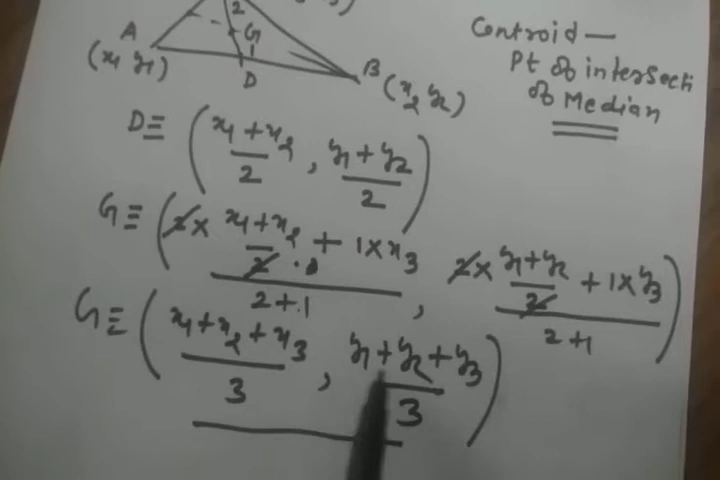 2
A
(x₁ y₁)
G
1
D
B (x₂ y₂)
Centroid —
Pt of intersecti
of Median
D ≡ ( x₁ + x₂ / 2 , y₁ + y₂ / 2 )
G ≡ ( 2 × x₁ + x₂ / 2 + 1 × x₃ / 2 + 1 , 2 × y₁ + y₂ / 2 + 1 × y₃ / 2 + 1 )
G ≡ ( x₁ + x₂ + x₃ / 3 , y₁ + y₂ + y₃ / 3 )